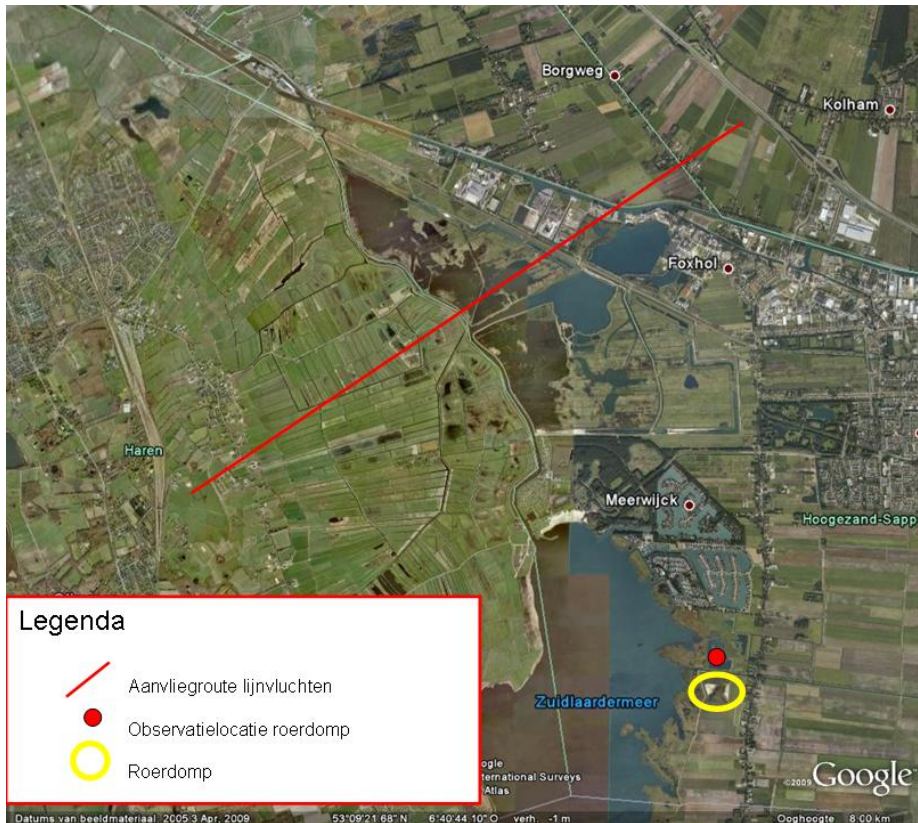 Borgweg
Kolham
Foxhol
Haren
Meerwijck
Hoogezand-Sapp
Zuidlaardermeer
Legenda
Aanvliegroute lijnvluchten
Observatielocatie roerdomp
Roerdomp
ogle
ternational Surveys
Atlas
©2009 Google
Datums van beeldmateriaal: 2005 3 Apr, 2009 53°09'21.68" N 6°40'44.10" O verh. -1 m Ooghoogte 8:00 km